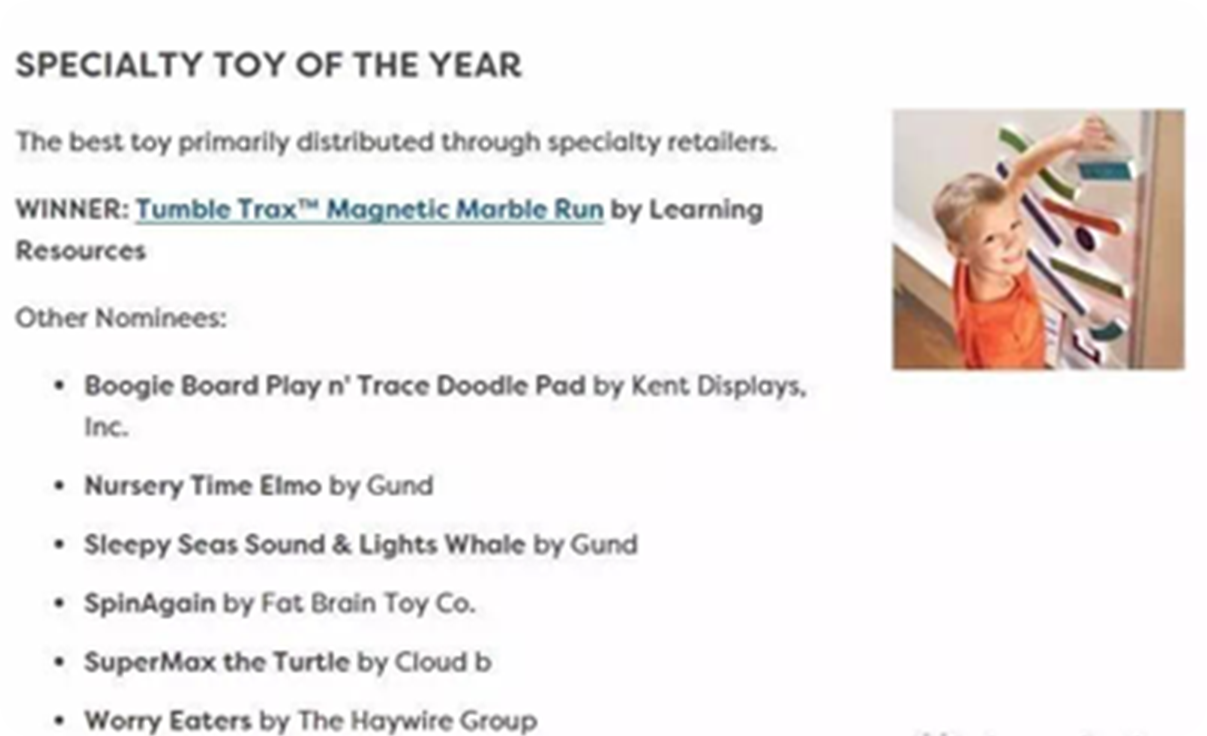 SPECIALTY TOY OF THE YEAR
The best toy primarily distributed through specialty retailers.
WINNER: Tumble Trax™ Magnetic Marble Run by Learning
Resources
Other Nominees:
• Boogie Board Play n' Trace Doodle Pad by Kent Displays,
Inc.
• Nursery Time Elmo by Gund
• Sleepy Seas Sound & Lights Whale by Gund
• SpinAgain by Fat Brain Toy Co.
• SuperMax the Turtle by Cloud b
• Worry Eaters by The Haywire Group